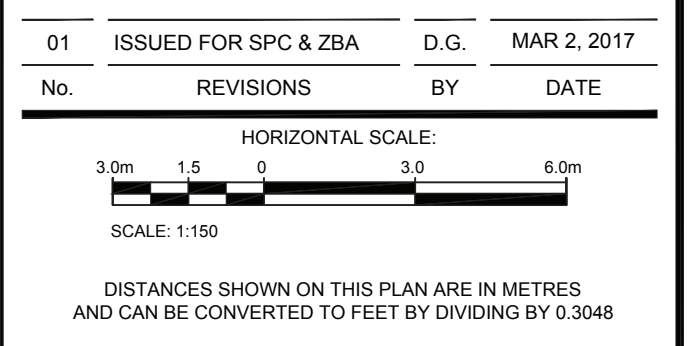 01 ISSUED FOR SPC & ZBA D.G. MAR 2, 2017
No. REVISIONS BY DATE
HORIZONTAL SCALE:
3.0m 1.5 0 3.0 6.0m
SCALE: 1:150
DISTANCES SHOWN ON THIS PLAN ARE IN METRES
AND CAN BE CONVERTED TO FEET BY DIVIDING BY 0.3048